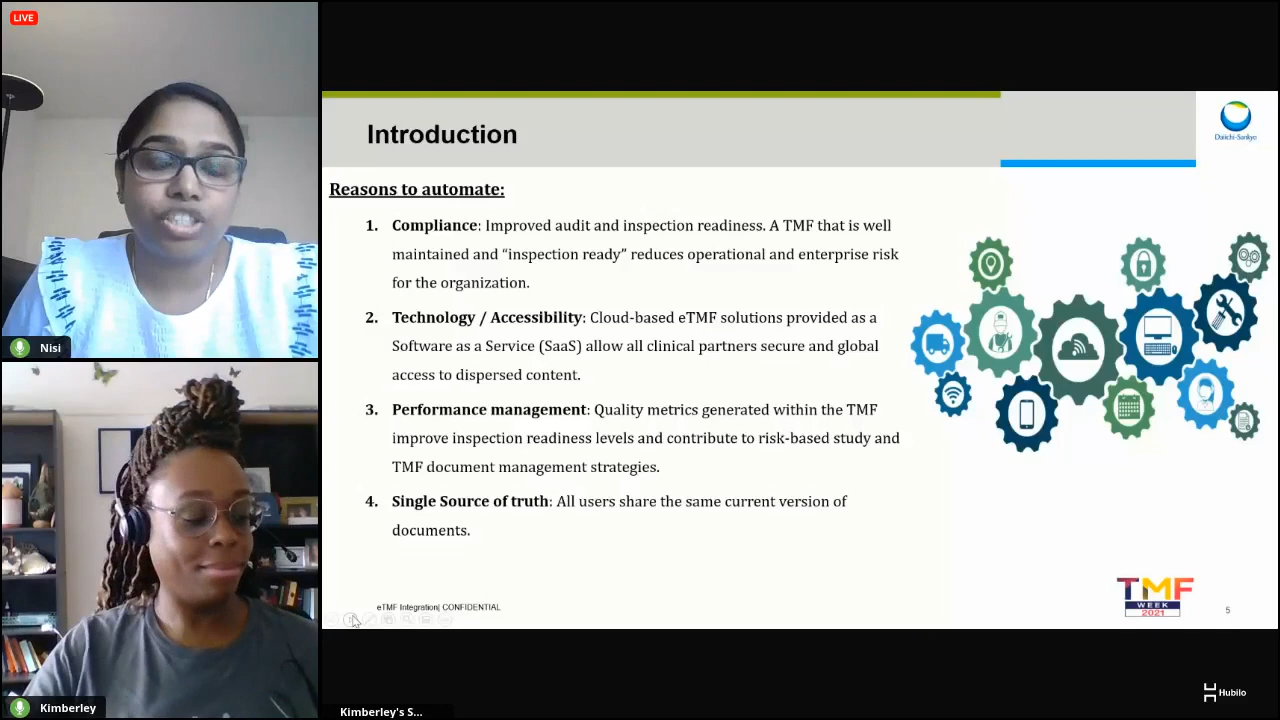 LIVE
Nisi
Kimberley
Introduction
Daiichi-Sankyo
Reasons to automate:
1. Compliance: Improved audit and inspection readiness. A TMF that is well
maintained and “inspection ready” reduces operational and enterprise risk
for the organization.
2. Technology / Accessibility: Cloud-based eTMF solutions provided as a
Software as a Service (SaaS) allow all clinical partners secure and global
access to dispersed content.
3. Performance management: Quality metrics generated within the TMF
improve inspection readiness levels and contribute to risk-based study and
TMF document management strategies.
4. Single Source of truth: All users share the same current version of
documents.
eTMF Integration| CONFIDENTIAL
TMF
WEEK
2021
5
Kimberley's S...
Hubilo